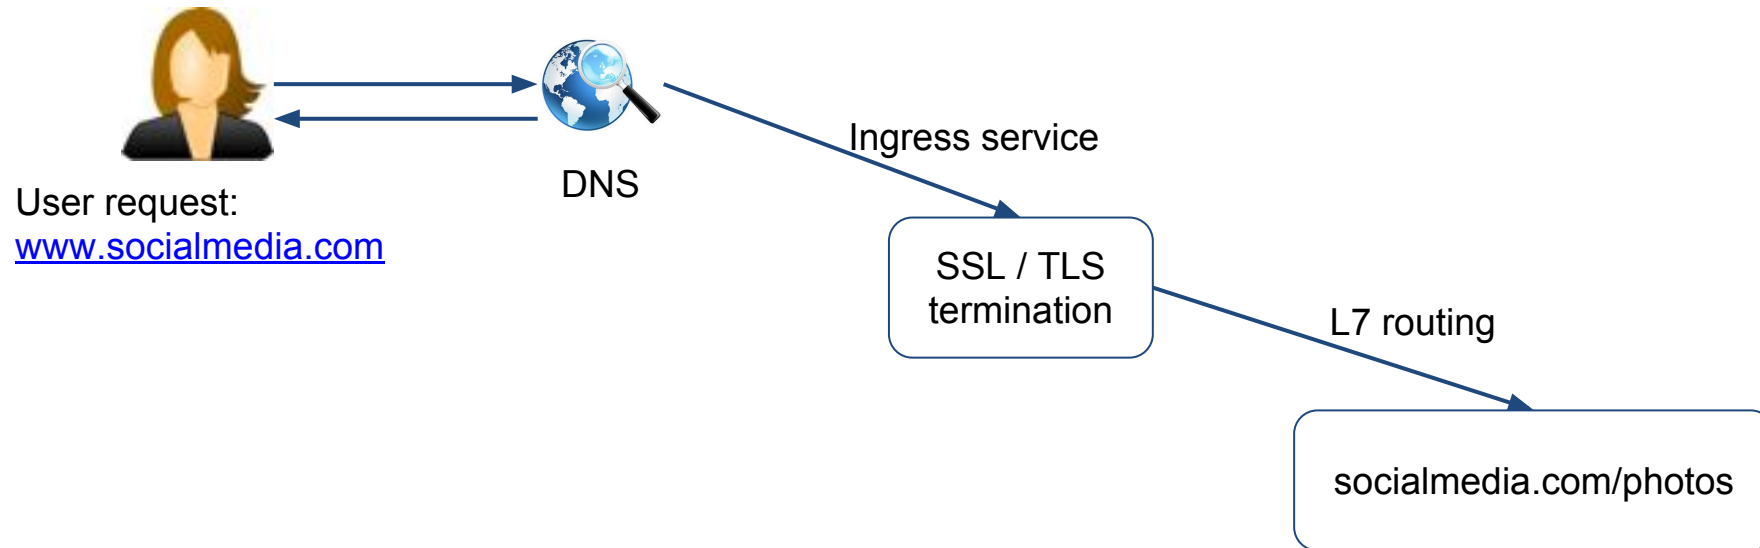 User request:
www.socialmedia.com
DNS
Ingress service
SSL / TLS
termination
L7 routing
socialmedia.com/photos